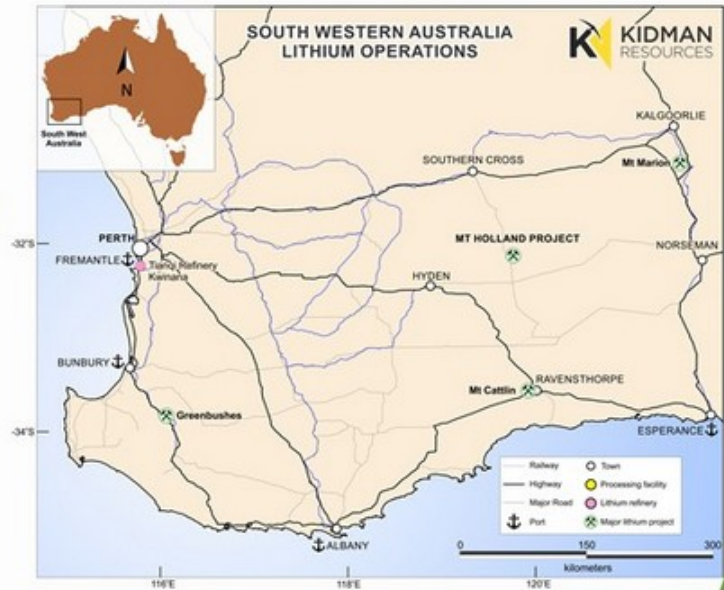 SOUTH WESTERN AUSTRALIA
LITHIUM OPERATIONS
KIDMAN
RESOURCES
N
South West
Australia
KALGOORLIE
SOUTHERN CROSS
Mt Marion
PERTH
MT HOLLAND PROJECT
-32°S
NORSEMAN
FREMANTLE
Tianqi Refinery
Kwinana
HYDEN
BUNBURY
Mt Cattlin
RAVENSTHORPE
Greenbushes
-34°S
ESPERANCE
Railway
Town
Highway
Processing facility
Major Road
Lithium refinery
Port
Major lithium project
ALBANY
0
150
300
kilometers
116°E
118°E
120°E